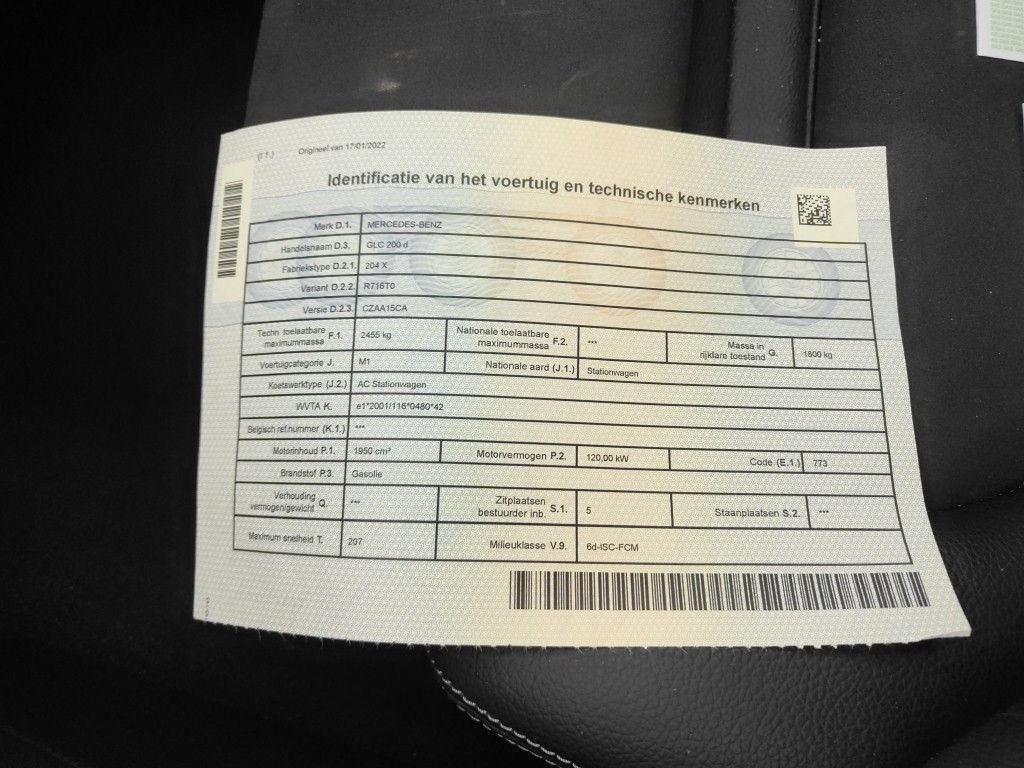 (I.1.) Origineel van 17/01/2022
Identificatie van het voertuig en technische kenmerken
Merk D.1. MERCEDES-BENZ
Handelsnaam D.3. GLC 200 d
Fabriekstype D.2.1. 204 X
Variant D.2.2. R716T0
Versie D.2.3. CZAA15CA
Techn. toelaatbare maximummassa F.1. 2455 kg Nationale toelaatbare maximummassa F.2. *** Massa in rijklare toestand G. 1800 kg
Voertuigcategorie J. M1 Nationale aard (J.1.) Stationwagen
Koetswerktype (J.2.) AC Stationwagen
WVTA K. e1*2001/116*0480*42
Belgisch ref.nummer (K.1.) ***
Motorinhoud P.1. 1950 cm³ Motorvermogen P.2. 120,00 kW Code (E.1.) 773
Brandstof P.3. Gasolie
Verhouding vermogen/gewicht Q. *** Zitplaatsen bestuurder inb. S.1. 5 Staanplaatsen S.2. ***
Maximum snelheid T. 207 Milieuklasse V.9. 6d-ISC-FCM